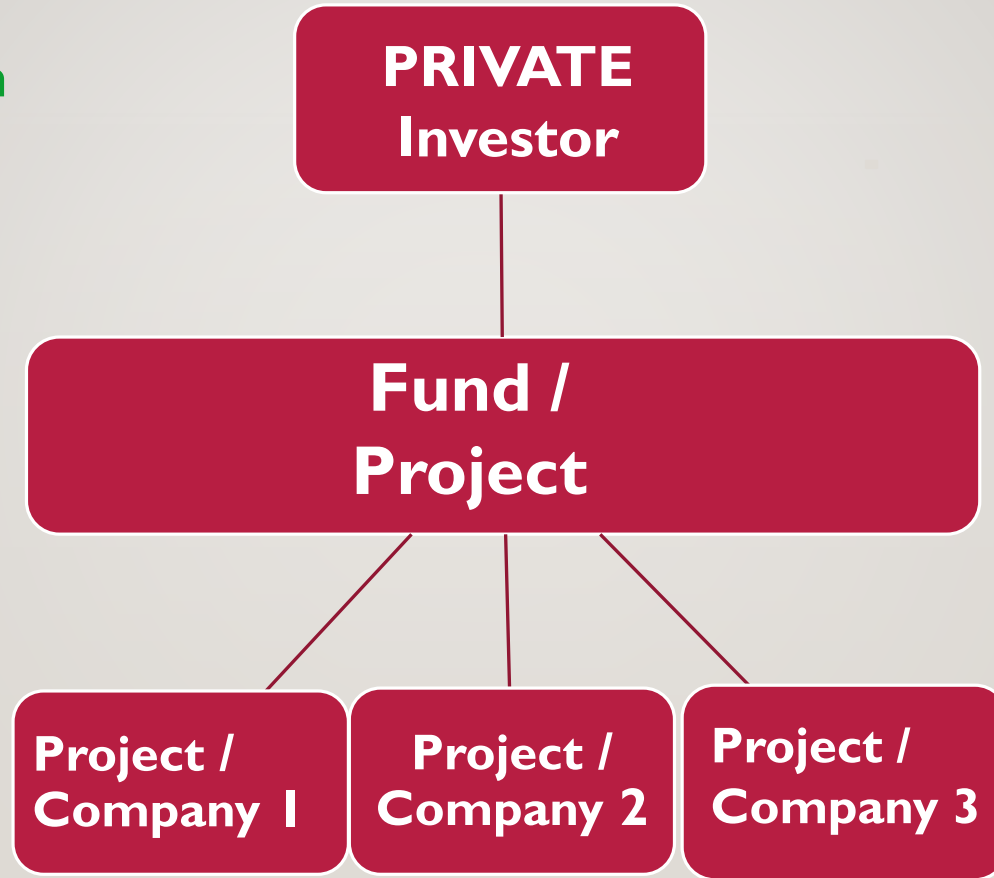 PRIVATE
Investor
Fund /
Project
Project /
Company 1
Project /
Company 2
Project /
Company 3